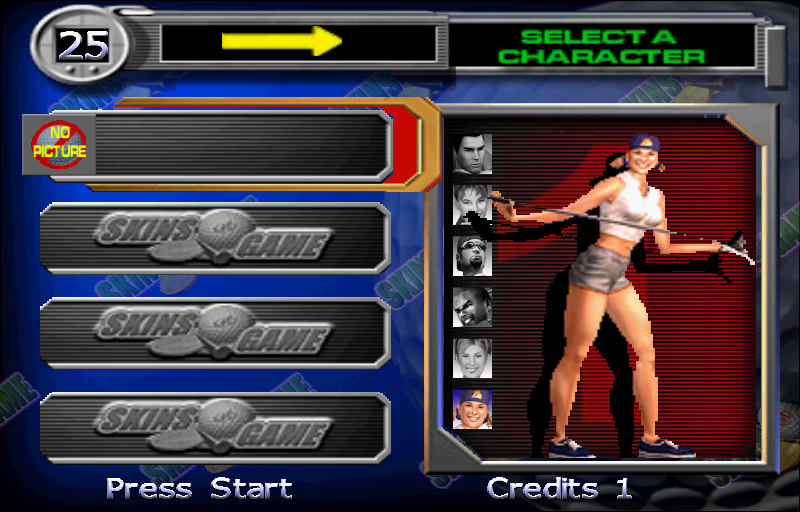 25
SELECT A
CHARACTER
NO
PICTURE
SKINS
GAME
SKINS
GAME
SKINS
GAME
Press Start
Credits 1